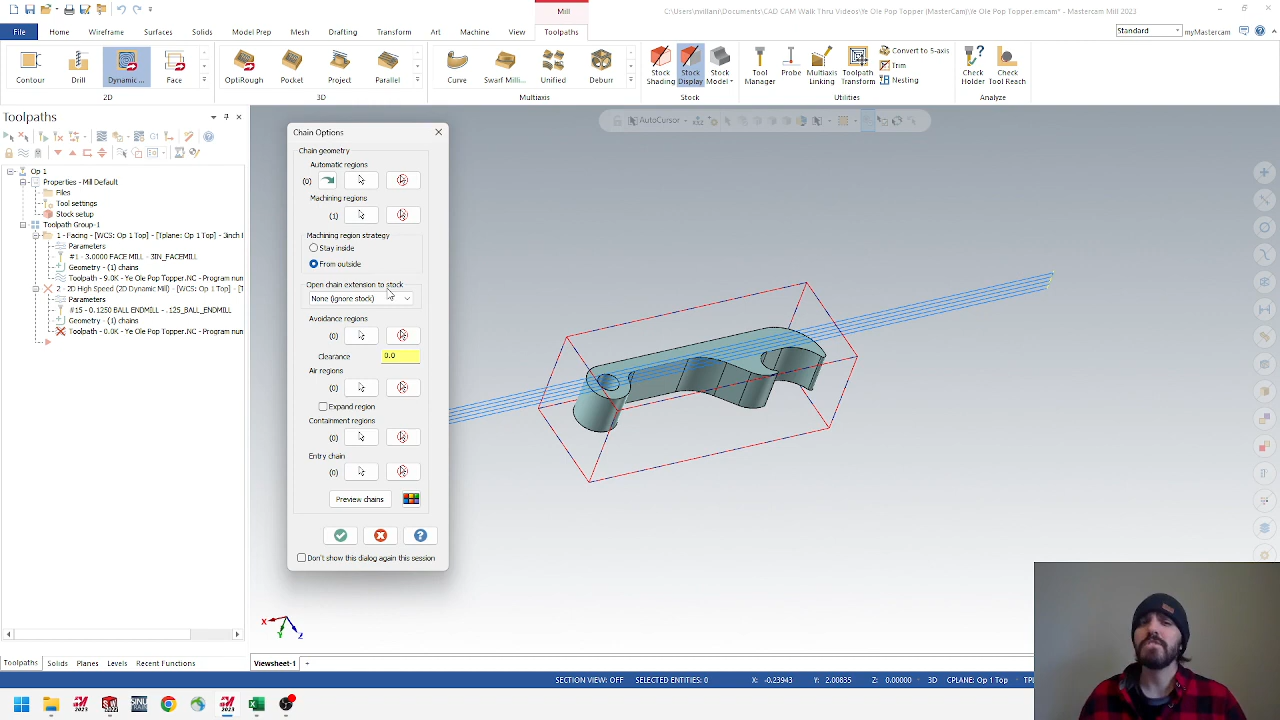 Mill
C:\Users\nvillani\Documents\CAD CAM Walk Thru Videos\Ye Ole Pop Topper (MasterCam)\Ye Ole Pop Topper.emcam* - Mastercam Mill 2023
File Home Wireframe Surfaces Solids Model Prep Mesh Drafting Transform Art Machine View Toolpaths
Standard
myMastercam
Contour Drill Dynamic ... Face
OptiRough Pocket Project Parallel
Curve Swarf Milli... Unified Deburr
Stock Shading Stock Display Stock Model
Tool Manager Probe Multiaxis Linking Toolpath Transform
Convert to 5-axis
Trim
Nesting
Check Holder Check Tool Reach
2D 3D Multiaxis Stock Utilities Analyze
Toolpaths
AutoCursor
Op 1
Properties - Mill Default
Files
Tool settings
Stock setup
Toolpath Group-1
1 - Facing - [WCS: Op 1 Top] - [Tplane: Op 1 Top] - 3inch
Parameters
#1 - 3.0000 FACE MILL - 3IN_FACEMILL
Geometry - (1) chains
Toolpath - 9.0K - Ye Ole Pop Topper.NC - Program num
2 - 2D High Speed (2D Dynamic Mill) - [WCS: Op 1 Top]
Parameters
#15 - 0.1250 BALL ENDMILL - .125_BALL_ENDMILL
Geometry - (1) chains
Toolpath - 0.0K - Ye Ole Pop Topper.NC - Program num
Chain Options
Chain geometry
Automatic regions
(0)
Machining regions
(1)
Machining region strategy
Stay inside
From outside
Open chain extension to stock
None (ignore stock)
Avoidance regions
(0)
Clearance 0.0
Air regions
(0)
Expand region
Containment regions
(0)
Entry chain
(0)
Preview chains
Don't show this dialog again this session
X Y Z
Toolpaths Solids Planes Levels Recent Functions
Viewsheet-1 +
SECTION VIEW: OFF SELECTED ENTITIES: 0 X: -0.23943 Y: 2.00835 Z: 0.00000 3D CPLANE: Op 1 Top TPL